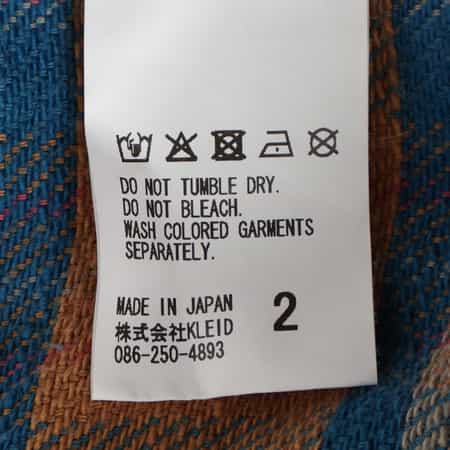 DO NOT TUMBLE DRY.
DO NOT BLEACH.
WASH COLORED GARMENTS
SEPARATELY.
MADE IN JAPAN 2
株式会社KLEID
086-250-4893